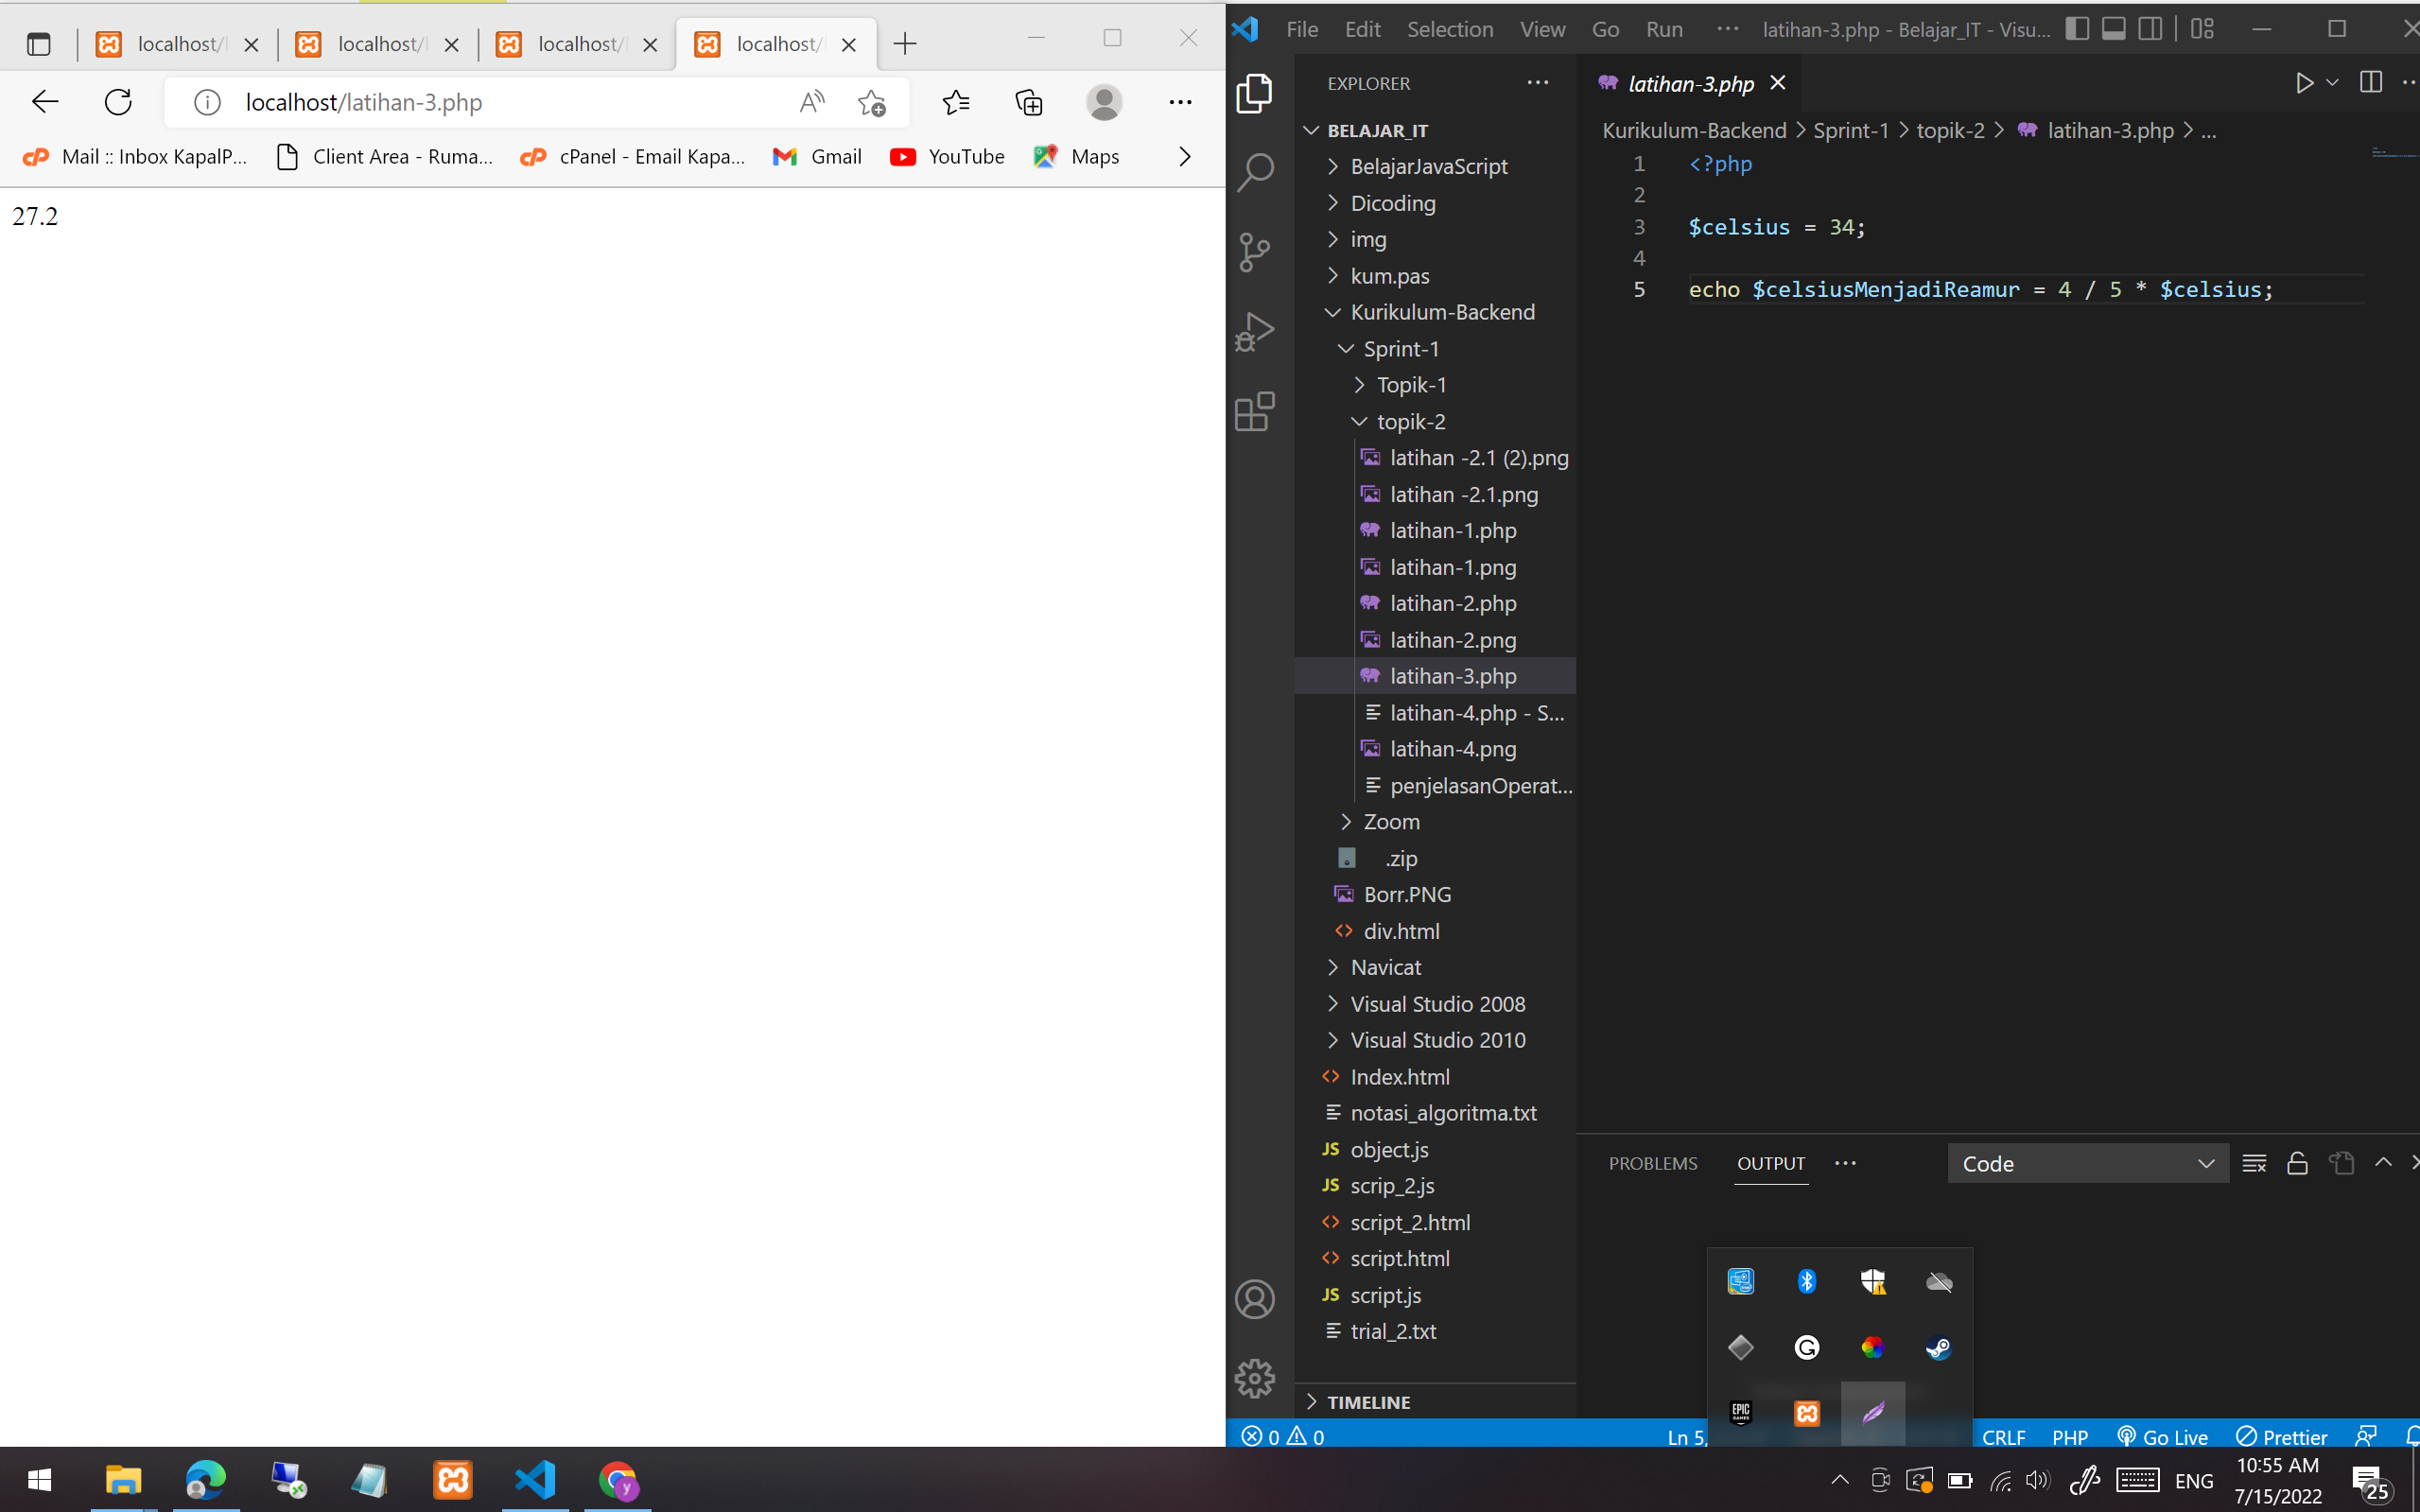 localhost/
localhost/
localhost/
localhost/
localhost/latihan-3.php
Mail :: Inbox KapalP...
Client Area - Ruma...
cPanel - Email Kapa...
Gmail
YouTube
Maps
27.2
File Edit Selection View Go Run ··· latihan-3.php - Belajar_IT - Visu...
EXPLORER
BELAJAR_IT
BelajarJavaScript
Dicoding
img
kum.pas
Kurikulum-Backend
Sprint-1
Topik-1
topik-2
latihan -2.1 (2).png
latihan -2.1.png
latihan-1.php
latihan-1.png
latihan-2.php
latihan-2.png
latihan-3.php
latihan-4.php - S...
latihan-4.png
penjelasanOperat...
Zoom
.zip
Borr.PNG
div.html
Navicat
Visual Studio 2008
Visual Studio 2010
Index.html
notasi_algoritma.txt
object.js
scrip_2.js
script_2.html
script.html
script.js
trial_2.txt
TIMELINE
latihan-3.php
Kurikulum-Backend > Sprint-1 > topik-2 > latihan-3.php > ...
1 <?php
2
3 $celsius = 34;
4
5 echo $celsiusMenjadiReamur = 4 / 5 * $celsius;
PROBLEMS OUTPUT ··· Code
EPIC GAMES
0 0 Ln 5, CRLF PHP Go Live Prettier
ENG
10:55 AM
7/15/2022
25